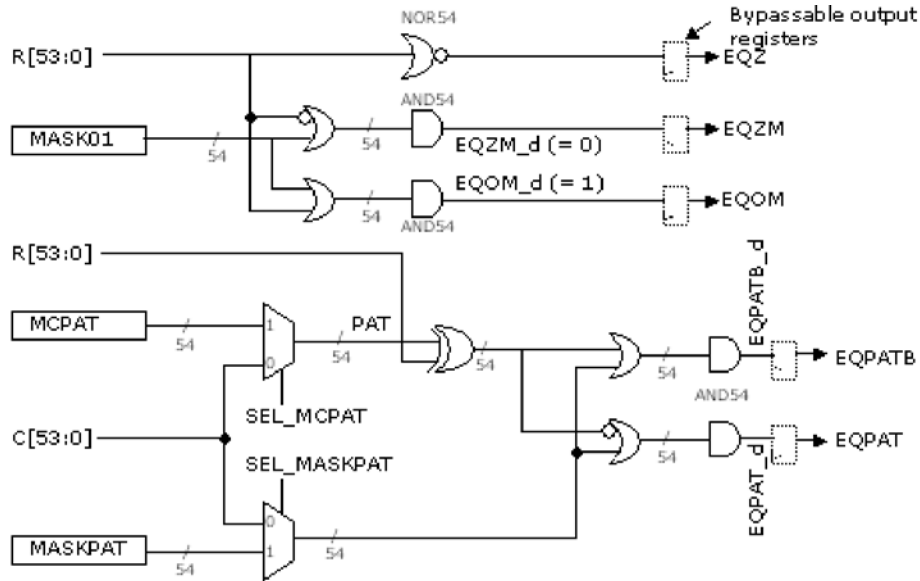 NOR54
Bypassable output
registers
R[53:0]
EQZ
AND54
MASK01
54
54
EQZM_d (= 0)
EQZM
EQOM_d (= 1)
54
EQOM
AND54
R[53:0]
EQPATB_d
MCPAT
54
1
PAT
54
54
0
54
EQPATB
SEL_MCPAT
AND54
C[53:0]
SEL_MASKPAT
EQPAT
54
EQPAT_d
0
MASKPAT
54
1
54